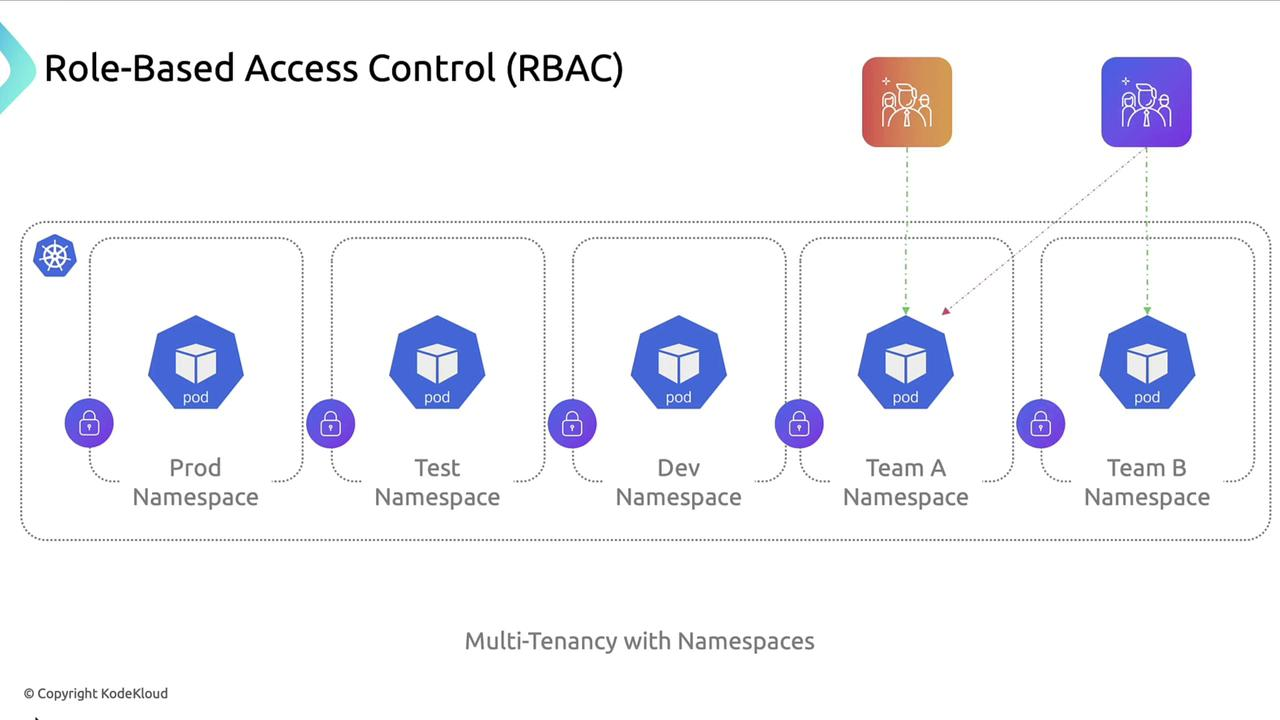 Role-Based Access Control (RBAC)
pod
pod
pod
pod
pod
Prod
Namespace
Test
Namespace
Dev
Namespace
Team A
Namespace
Team B
Namespace
Multi-Tenancy with Namespaces
© Copyright KodeKloud